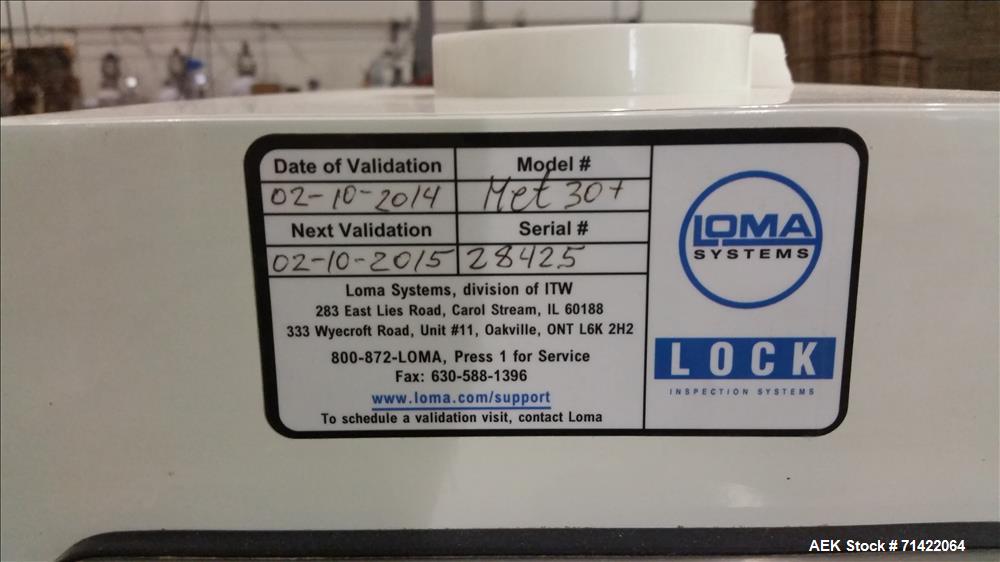 Date of Validation Model #
02-10-2014 Met 30+
Next Validation Serial #
02-10-2015 28425
Loma Systems, division of ITW
283 East Lies Road, Carol Stream, IL 60188
333 Wyecroft Road, Unit #11, Oakville, ONT L6K 2H2
800-872-LOMA, Press 1 for Service
Fax: 630-588-1396
www.loma.com/support
To schedule a validation visit, contact Loma
LOMA
SYSTEMS
LOCK
INSPECTION SYSTEMS
AEK Stock # 71422064